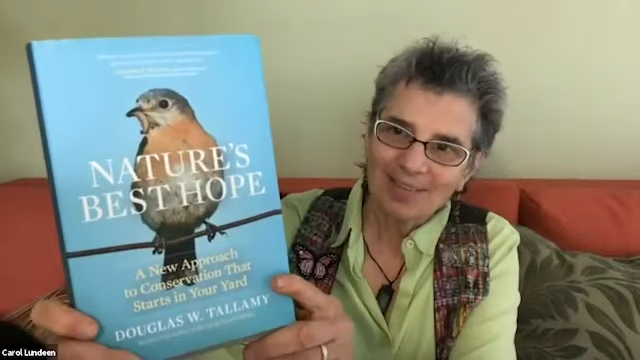 NATURE'S
BEST HOPE
A New Approach
to Conservation That
Starts in Your Yard
DOUGLAS W. TALLAMY
Carol Lundeen